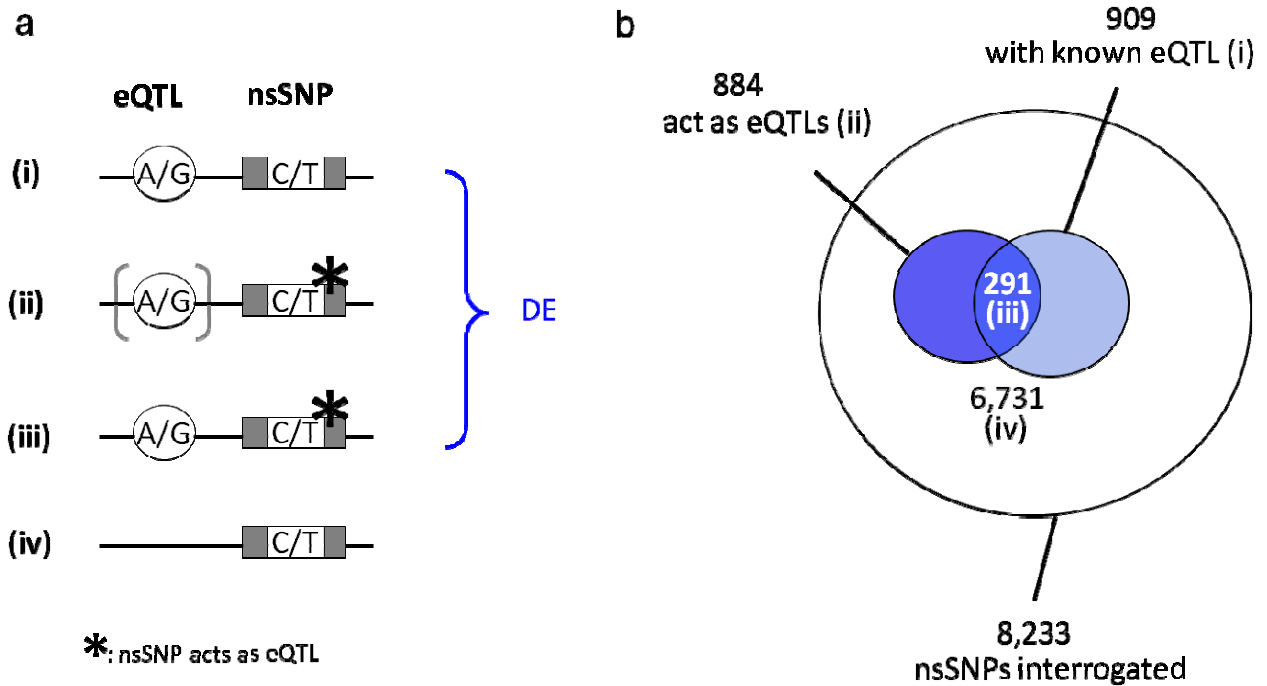 a
eQTL nsSNP
(i) A/G C/T
(ii) A/G C/T *
(iii) A/G C/T *
(iv) C/T
DE
*: nsSNP acts as eQTL
b
909
with known eQTL (i)
884
act as eQTLs (ii)
291
(iii)
6,731
(iv)
8,233
nsSNPs interrogated